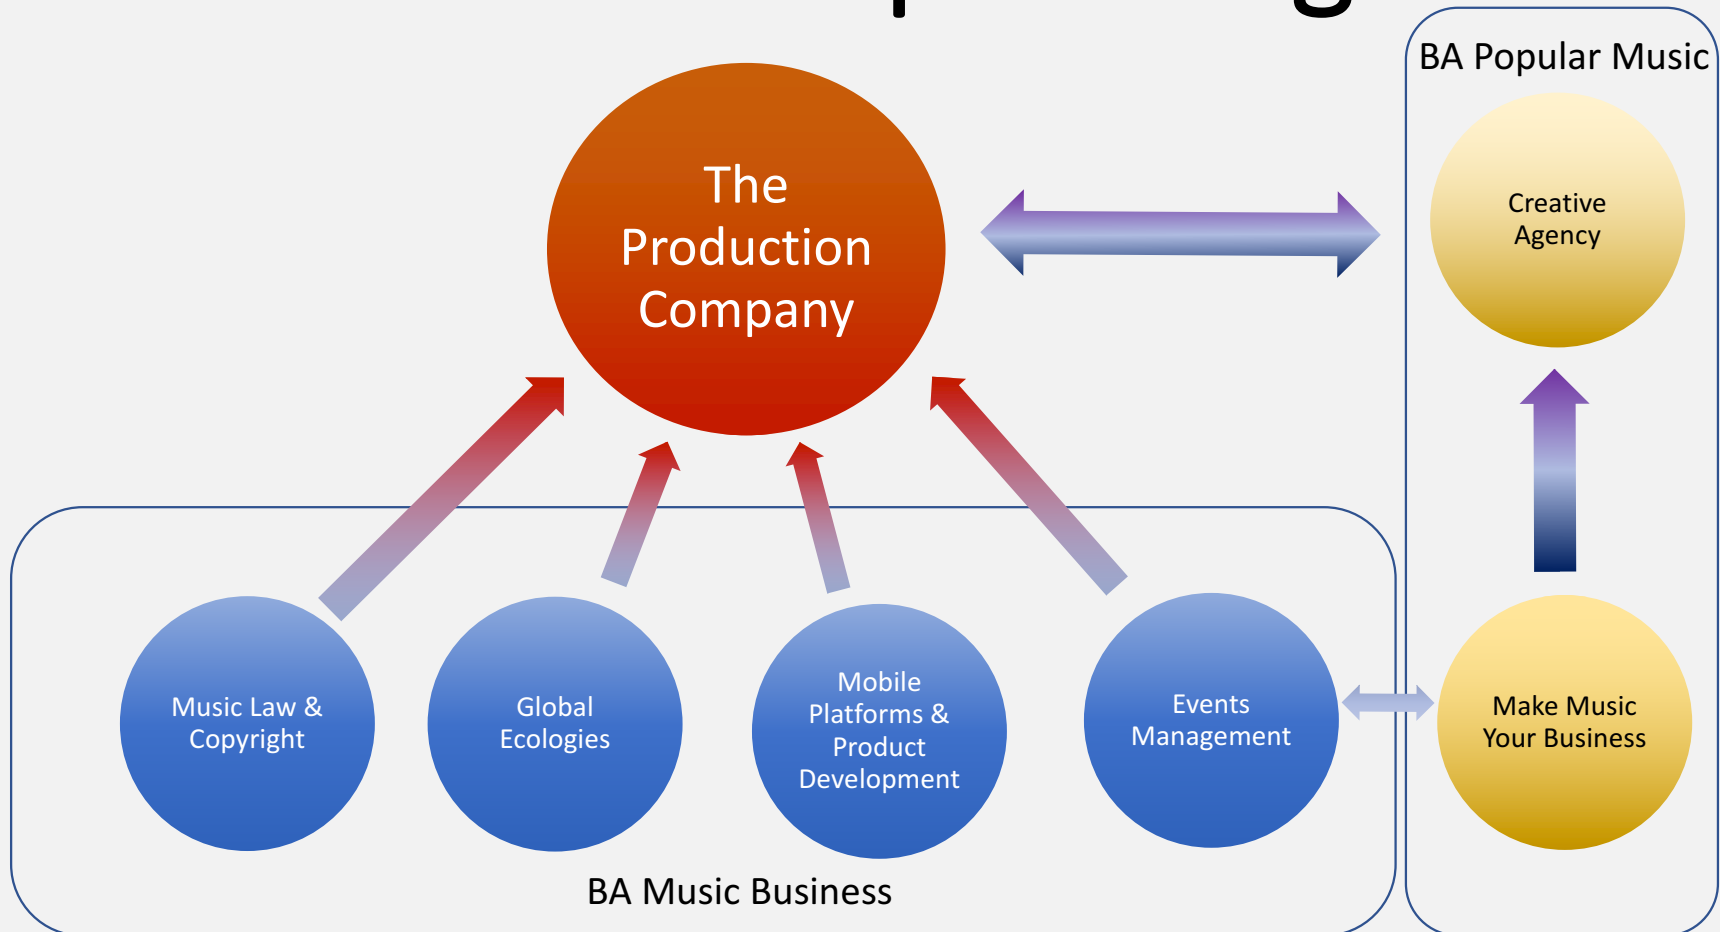 BA Popular Music
The
Production
Company
Creative
Agency
Music Law &
Copyright
Global
Ecologies
Mobile
Platforms &
Product
Development
Events
Management
Make Music
Your Business
BA Music Business